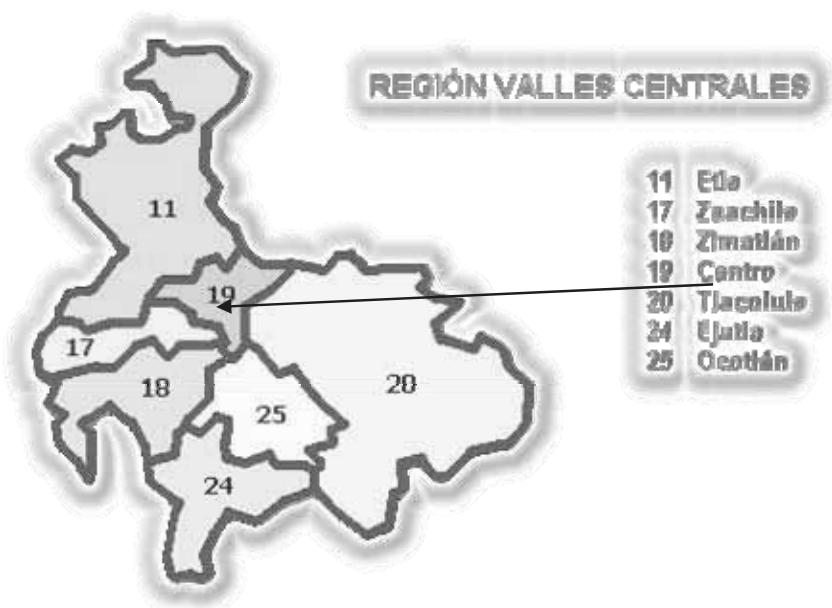 REGIÓN VALLES CENTRALES
11 Etla
17 Zaachila
18 Zimatlán
19 Centro
20 Tlacolula
24 Ejutla
25 Ocotlán
11
19
17
18
20
25
24